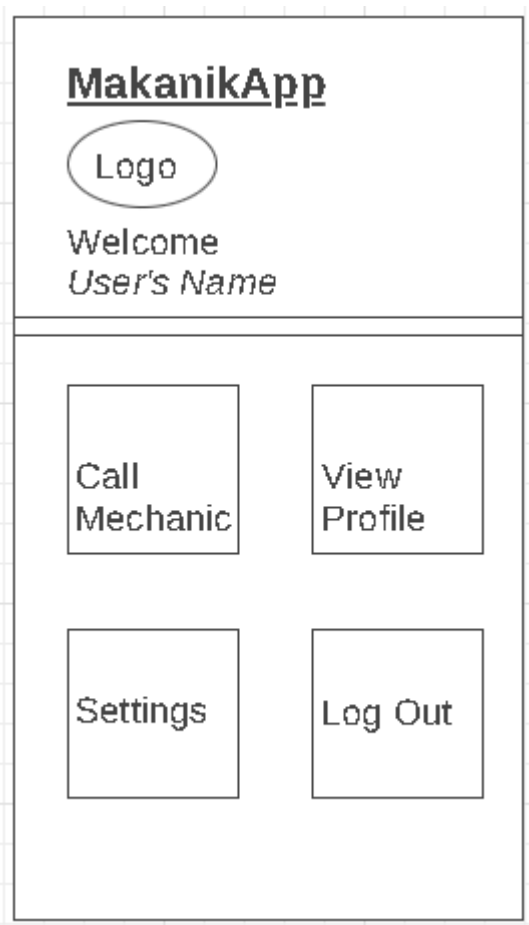 MakanikApp
Logo
Welcome
User's Name
Call
Mechanic
View
Profile
Settings
Log Out